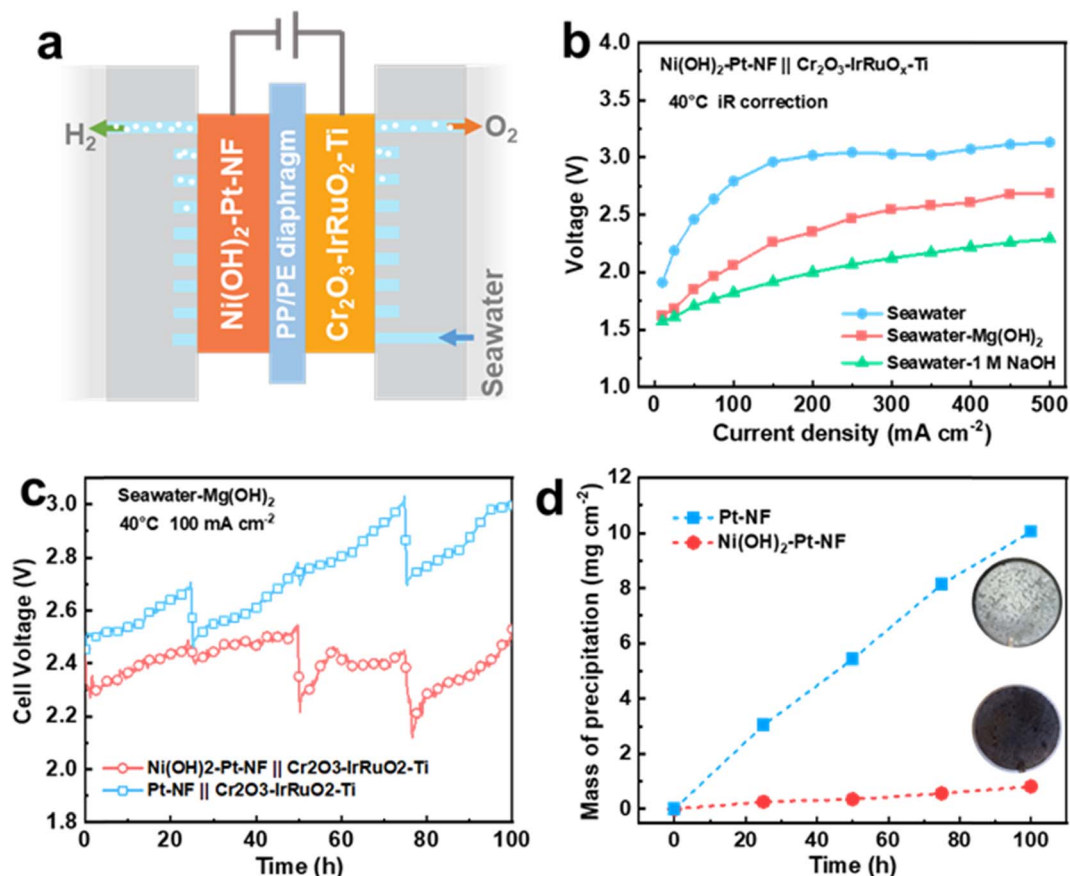 a
H₂
O₂
Ni(OH)₂-Pt-NF
PP/PE diaphragm
Cr₂O₃-IrRuO₂-Ti
Seawater
b
Ni(OH)₂-Pt-NF || Cr₂O₃-IrRuOₓ-Ti
40°C iR correction
4.0
3.5
3.0
2.5
2.0
1.5
1.0
Voltage (V)
Seawater
Seawater-Mg(OH)₂
Seawater-1 M NaOH
0 100 200 300 400 500
Current density (mA cm⁻²)
c
Seawater-Mg(OH)₂
40°C 100 mA cm⁻²
3.0
2.8
2.6
2.4
2.2
2.0
1.8
Cell Voltage (V)
Ni(OH)2-Pt-NF || Cr2O3-IrRuO2-Ti
Pt-NF || Cr2O3-IrRuO2-Ti
0 20 40 60 80 100
Time (h)
d
12
10
8
6
4
2
0
Mass of precipitation (mg cm⁻²)
Pt-NF
Ni(OH)₂-Pt-NF
0 20 40 60 80 100
Time (h)